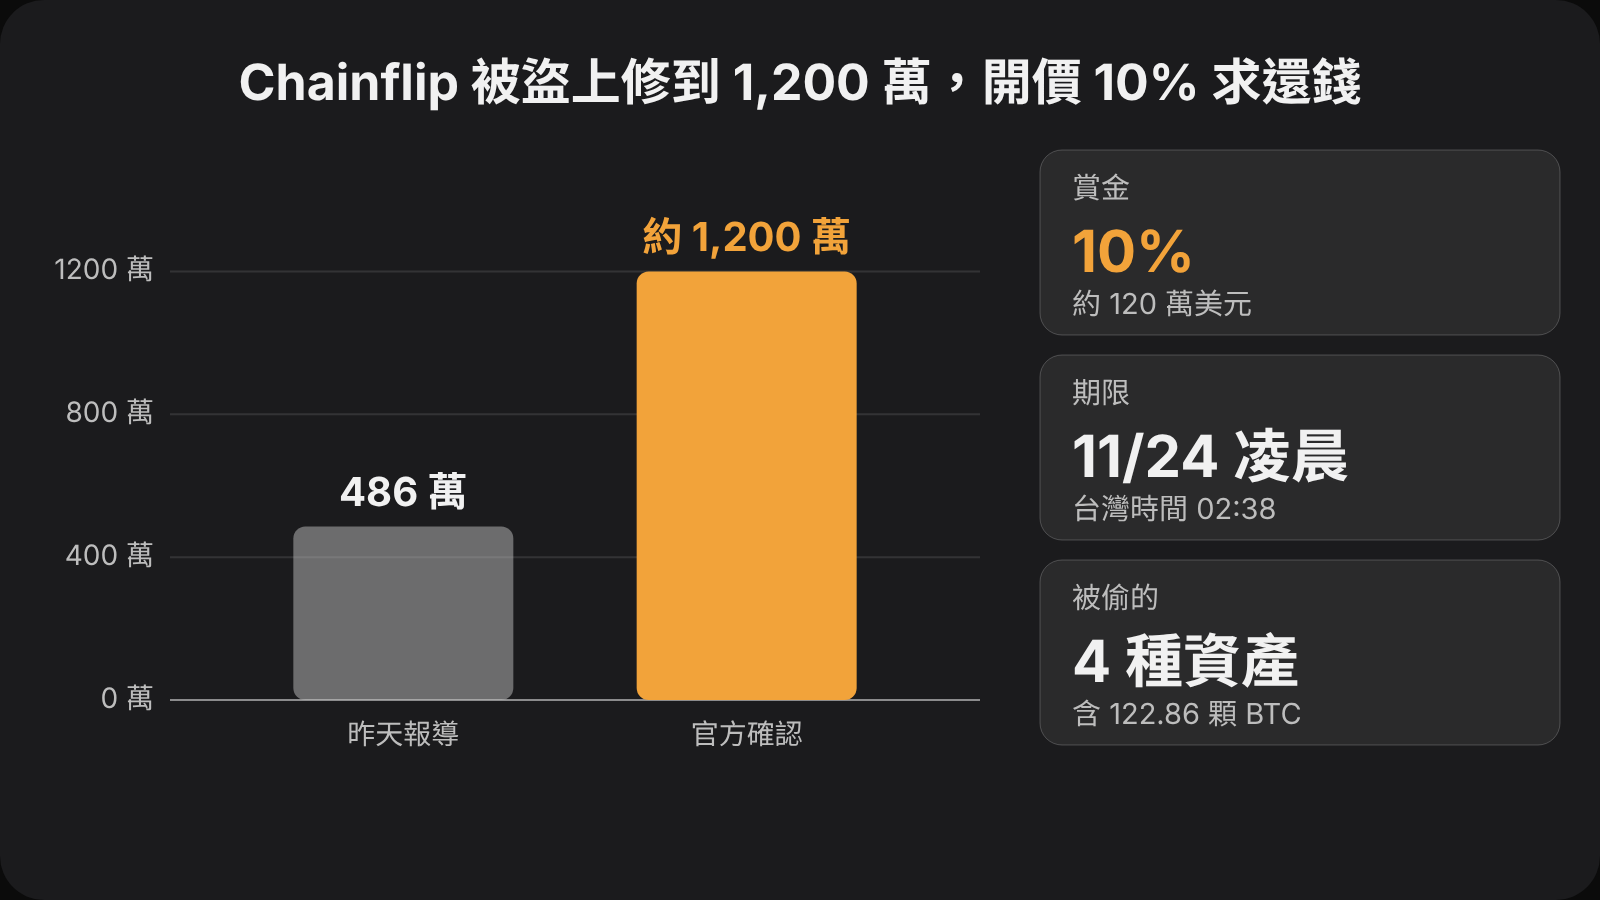 Chainflip 被盜上修到 1,200 萬，開價 10% 求還錢
約 1,200 萬
1200 萬
800 萬
486 萬
400 萬
0 萬
昨天報導
官方確認
賞金
10%
約 120 萬美元
期限
11/24 凌晨
台灣時間 02:38
被偷的
4 種資產
含 122.86 顆 BTC